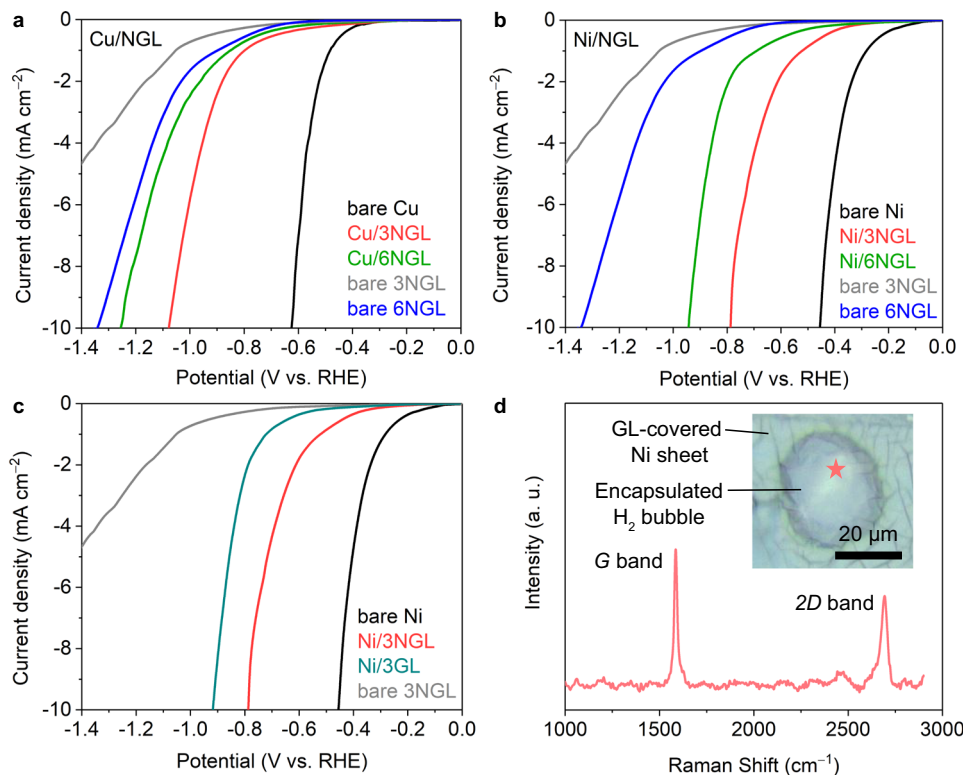 a
Cu/NGL
0
-2
-4
-6
-8
-10
Current density (mA cm−2)
-1.4 -1.2 -1.0 -0.8 -0.6 -0.4 -0.2 0.0
Potential (V vs. RHE)
bare Cu
Cu/3NGL
Cu/6NGL
bare 3NGL
bare 6NGL
b
Ni/NGL
0
-2
-4
-6
-8
-10
Current density (mA cm−2)
-1.4 -1.2 -1.0 -0.8 -0.6 -0.4 -0.2 0.0
Potential (V vs. RHE)
bare Ni
Ni/3NGL
Ni/6NGL
bare 3NGL
bare 6NGL
c
0
-2
-4
-6
-8
-10
Current density (mA cm−2)
-1.4 -1.2 -1.0 -0.8 -0.6 -0.4 -0.2 0.0
Potential (V vs. RHE)
bare Ni
Ni/3NGL
Ni/3GL
bare 3NGL
d
GL-covered
Ni sheet
Encapsulated
H2 bubble
20 μm
G band
2D band
Intensity (a. u.)
1000 1500 2000 2500 3000
Raman Shift (cm−1)